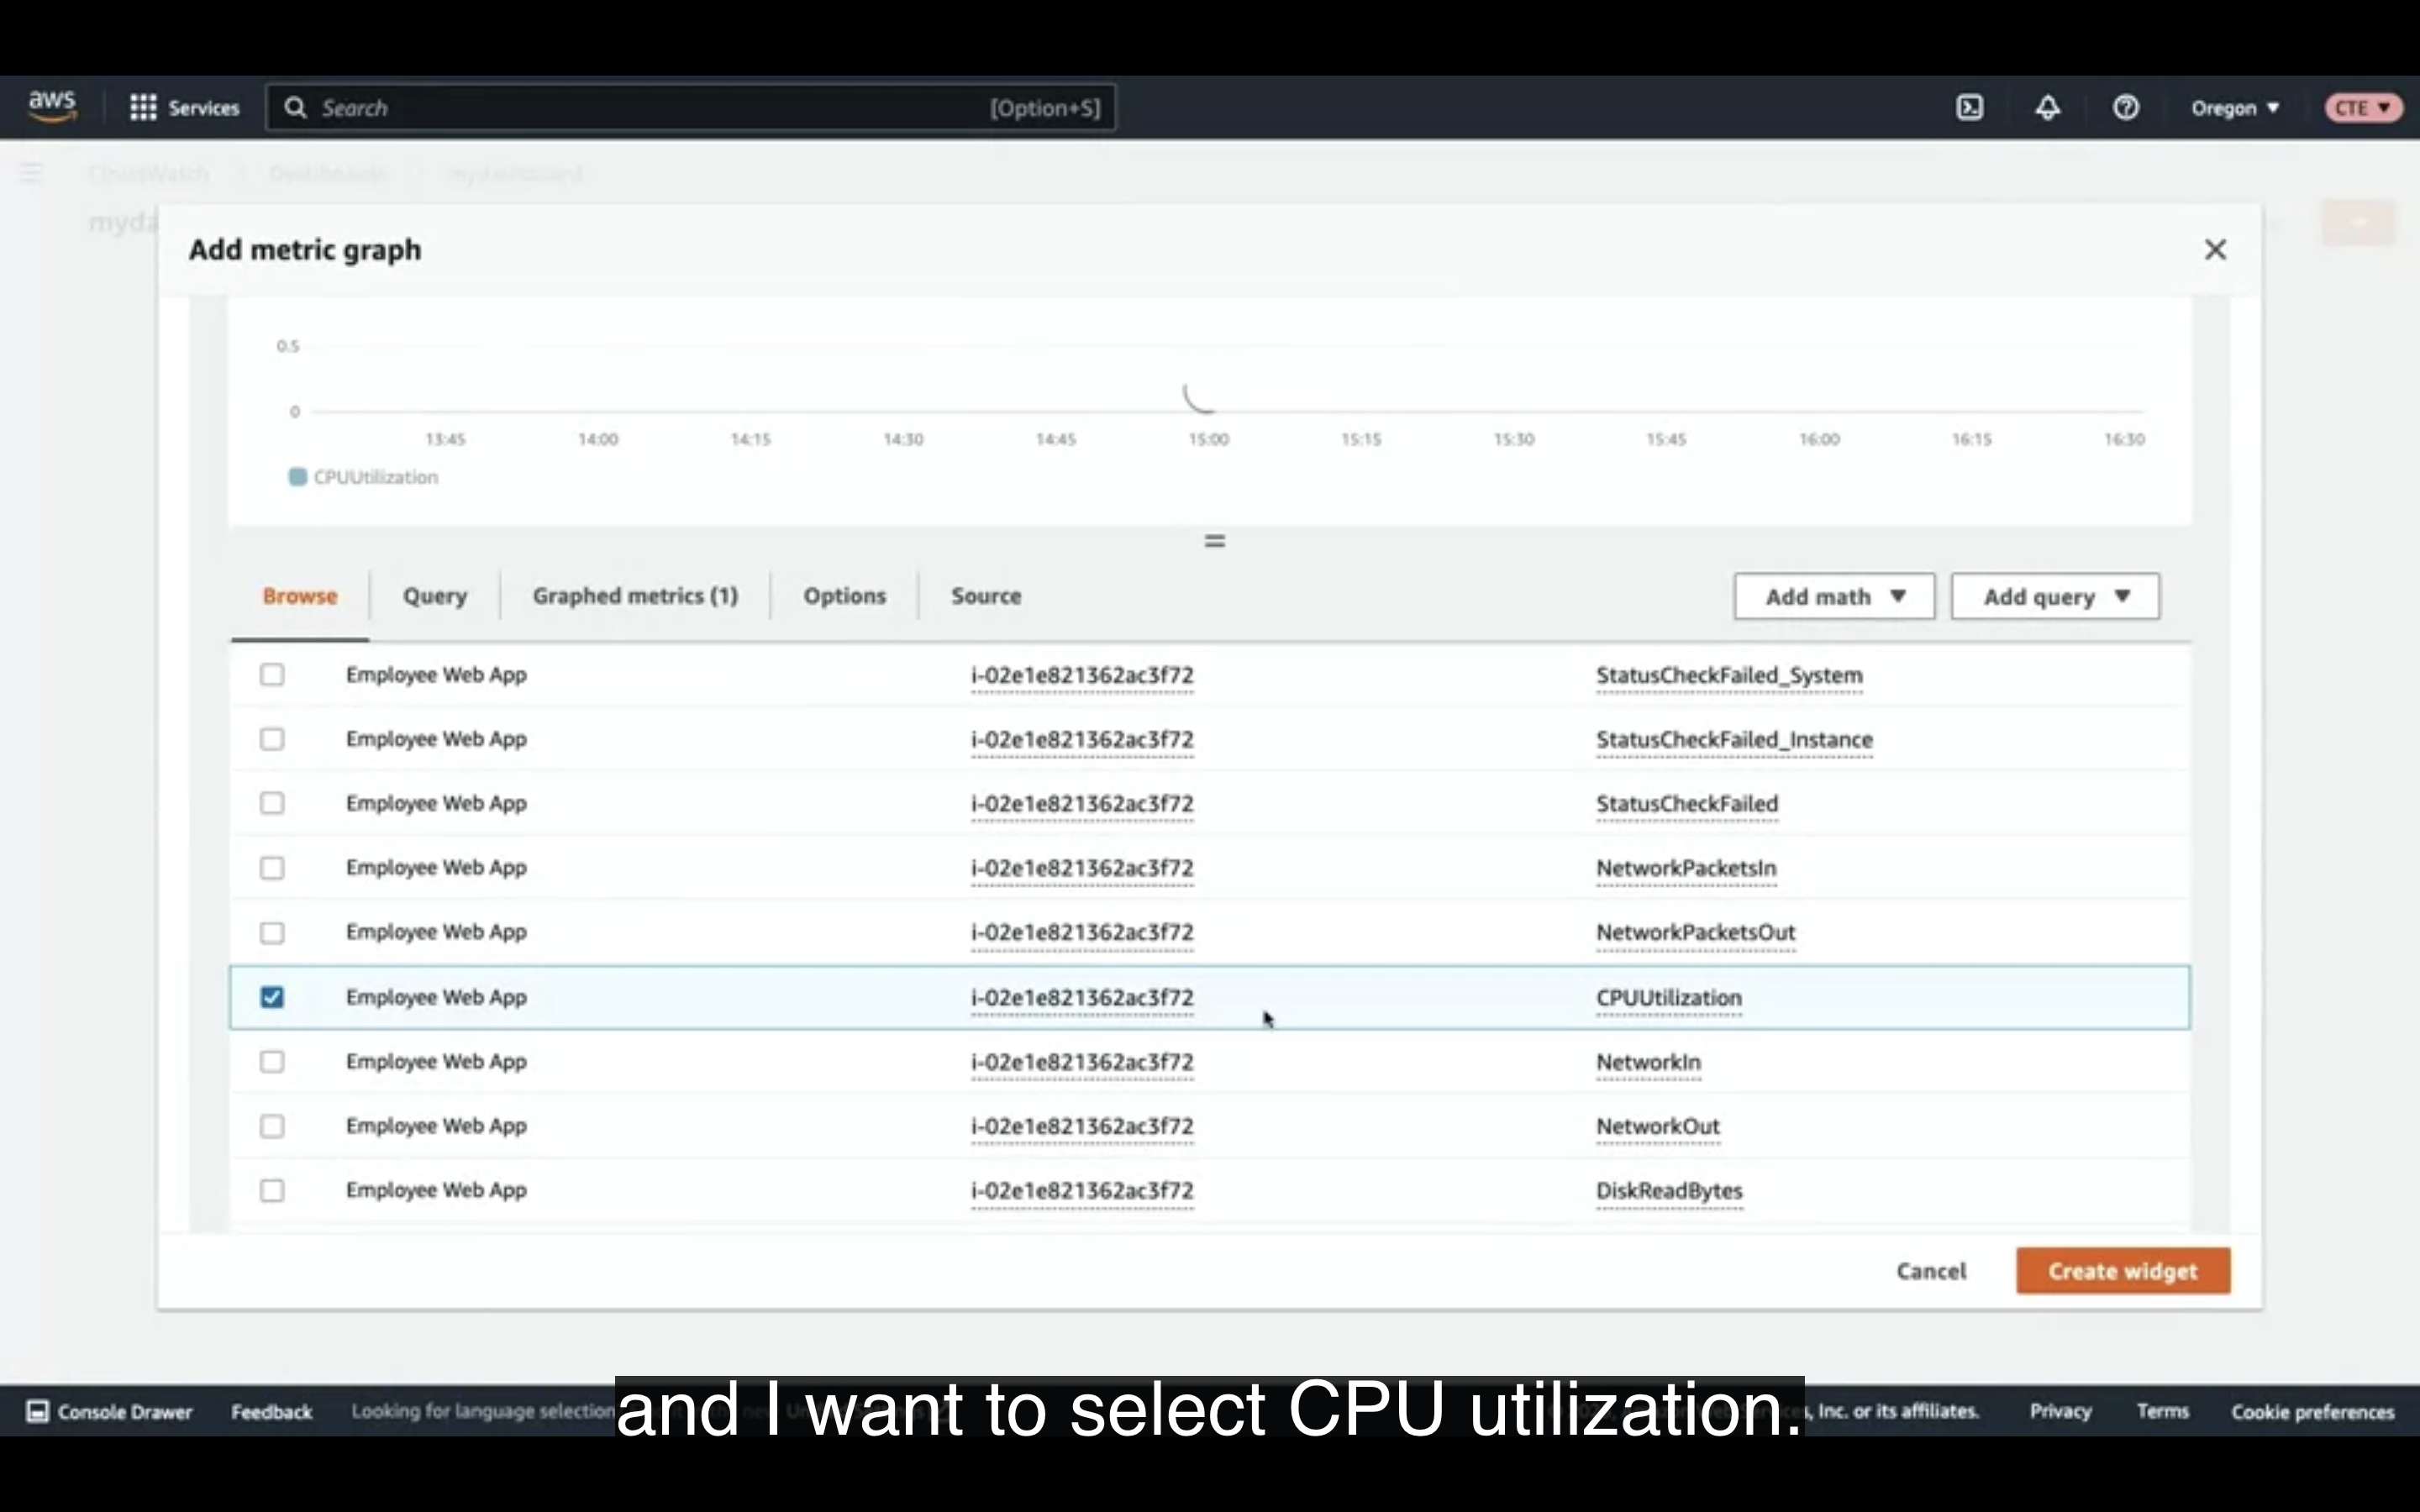 aws
Services
Search
[Option+S]
Oregon
CTE
CloudWatch
Dashboards
mydashboard
myda
Add metric graph
0.5
0
13:45 14:00 14:15 14:30 14:45 15:00 15:15 15:30 15:45 16:00 16:15 16:30
CPUUtilization
Browse Query Graphed metrics (1) Options Source Add math Add query
Employee Web App i-02e1e821362ac3f72 StatusCheckFailed_System
Employee Web App i-02e1e821362ac3f72 StatusCheckFailed_Instance
Employee Web App i-02e1e821362ac3f72 StatusCheckFailed
Employee Web App i-02e1e821362ac3f72 NetworkPacketsIn
Employee Web App i-02e1e821362ac3f72 NetworkPacketsOut
Employee Web App i-02e1e821362ac3f72 CPUUtilization
Employee Web App i-02e1e821362ac3f72 NetworkIn
Employee Web App i-02e1e821362ac3f72 NetworkOut
Employee Web App i-02e1e821362ac3f72 DiskReadBytes
Cancel Create widget
and I want to select CPU utilization.
Console Drawer Feedback Looking for language selection , Inc. or its affiliates. Privacy Terms Cookie preferences